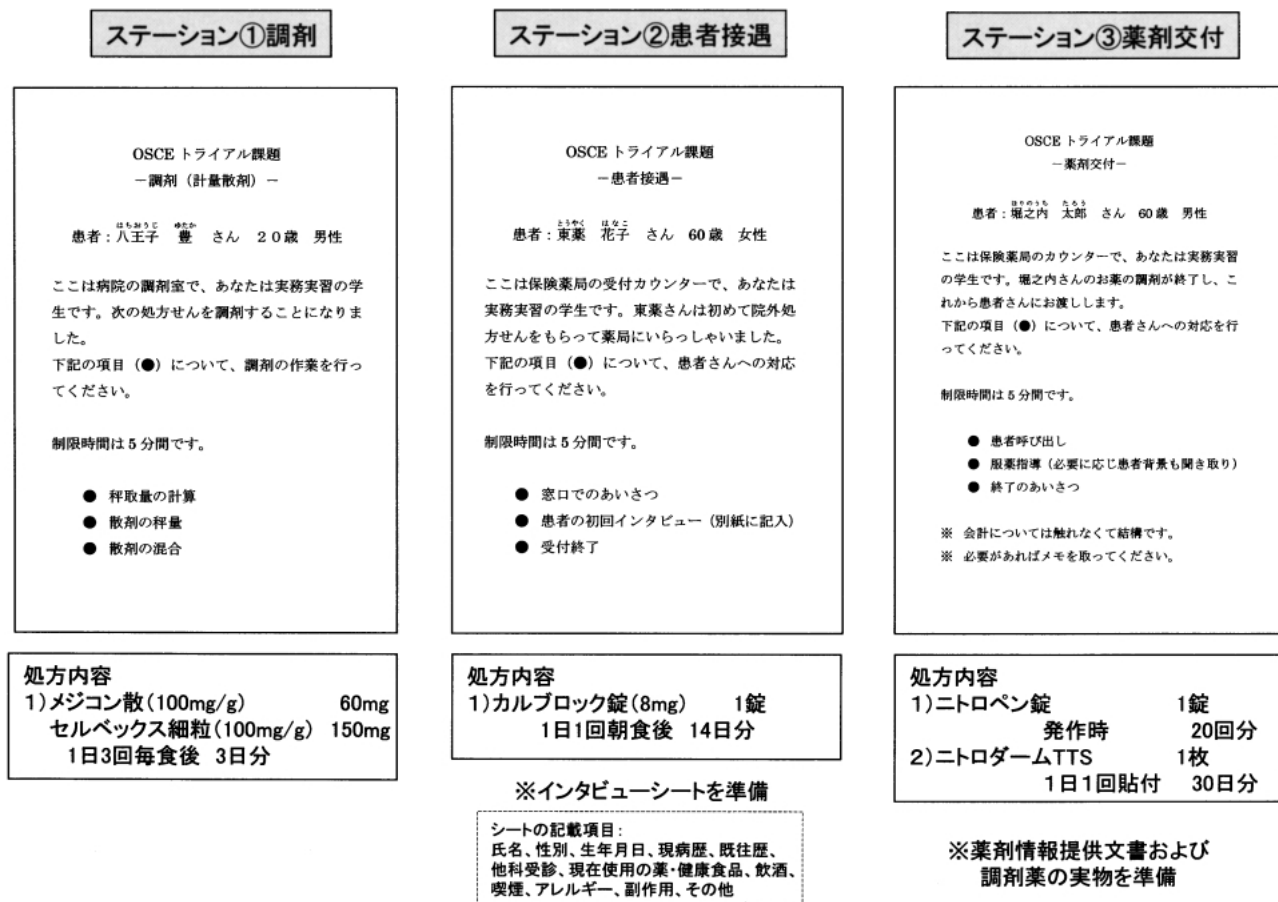 ステーション①調剤
OSCE トライアル課題
－調剤（計量散剤）－
はちおうじ ゆたか
患者：八王子 豊 さん 20歳 男性
ここは病院の調剤室で、あなたは実務実習の学
生です。次の処方せんを調剤することになりま
した。
下記の項目（●）について、調剤の作業を行っ
てください。
制限時間は5分間です。
● 秤取量の計算
● 散剤の秤量
● 散剤の混合
処方内容
1)メジコン散(100mg/g) 60mg
セルベックス細粒(100mg/g) 150mg
1日3回毎食後 3日分
ステーション②患者接遇
OSCE トライアル課題
－患者接遇－
とうやく はなこ
患者：東薬 花子 さん 60歳 女性
ここは保険薬局の受付カウンターで、あなたは
実務実習の学生です。東薬さんは初めて院外処
方せんをもらって薬局にいらっしゃいました。
下記の項目（●）について、患者さんへの対応
を行ってください。
制限時間は5分間です。
● 窓口でのあいさつ
● 患者の初回インタビュー（別紙に記入）
● 受付終了
処方内容
1)カルブロック錠(8mg) 1錠
1日1回朝食後 14日分
※インタビューシートを準備
シートの記載項目：
氏名、性別、生年月日、現病歴、既往歴、
他科受診、現在使用の薬・健康食品、飲酒、
喫煙、アレルギー、副作用、その他
ステーション③薬剤交付
OSCE トライアル課題
－薬剤交付－
ほりのうち たろう
患者：堀之内 太郎 さん 60歳 男性
ここは保険薬局のカウンターで、あなたは実務実習
の学生です。堀之内さんのお薬の調剤が終了し、こ
れから患者さんにお渡しします。
下記の項目（●）について、患者さんへの対応を行
ってください。
制限時間は5分間です。
● 患者呼び出し
● 服薬指導（必要に応じ患者背景も聞き取り）
● 終了のあいさつ
※ 会計については触れなくて結構です。
※ 必要があればメモを取ってください。
処方内容
1)ニトロペン錠 1錠
発作時 20回分
2)ニトロダームTTS 1枚
1日1回貼付 30日分
※薬剤情報提供文書および
調剤薬の実物を準備